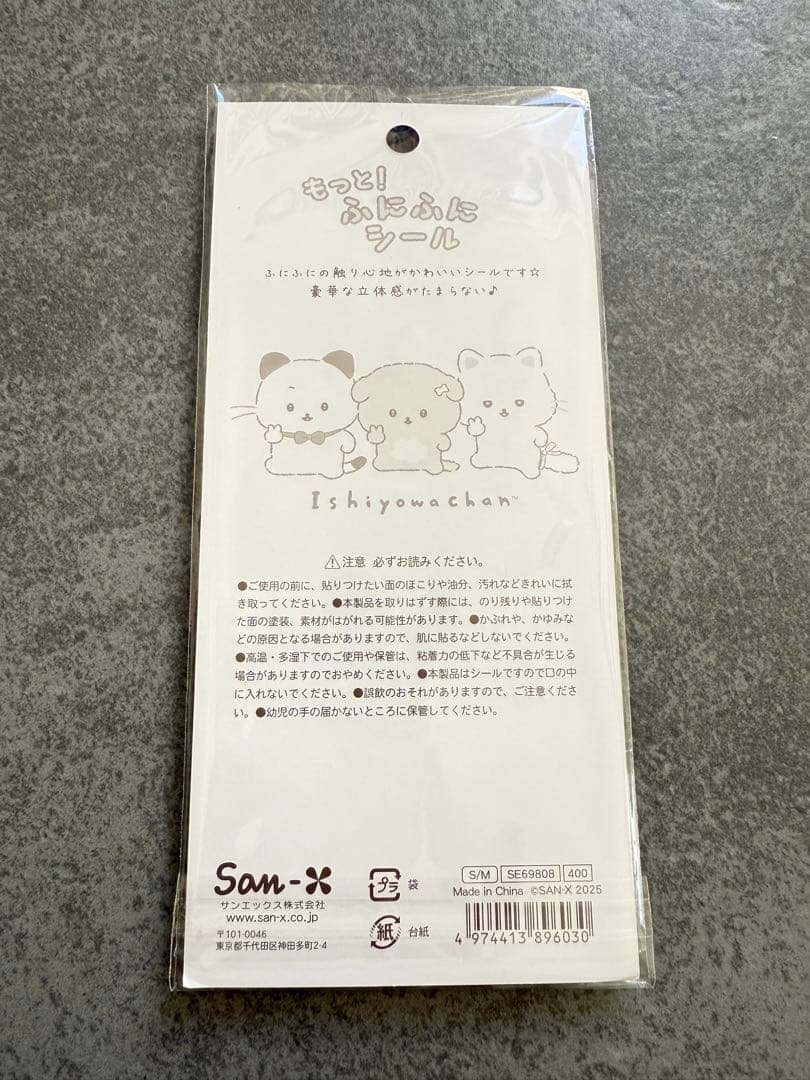 もっと！
ふにふに
シール
ふにふにの触り心地がかわいいシールです☆
豪華な立体感がたまらない♪
Ishiyowachan™
⚠注意 必ずお読みください。
●ご使用の前に、貼りつけたい面のほこりや油分、汚れなどきれいに拭
き取ってください。●本製品を取りはずす際には、のり残りや貼りつけ
た面の塗装、素材がはがれる可能性があります。●かぶれや、かゆみな
どの原因となる場合がありますので、肌に貼るなどしないでください。
●高温・多湿下でのご使用や保管は、粘着力の低下など不具合が生じる
場合がありますのでおやめください。●本製品はシールですので口の中
に入れないでください。●誤飲のおそれがありますので、ご注意くださ
い。●幼児の手の届かないところに保管してください。
San-X
サンエックス株式会社
www.san-x.co.jp
〒101-0046
東京都千代田区神田多町2-4
プラ 袋
紙 台紙
S/M SE69808 400
Made in China ©SAN-X 2025
4 974413 896030